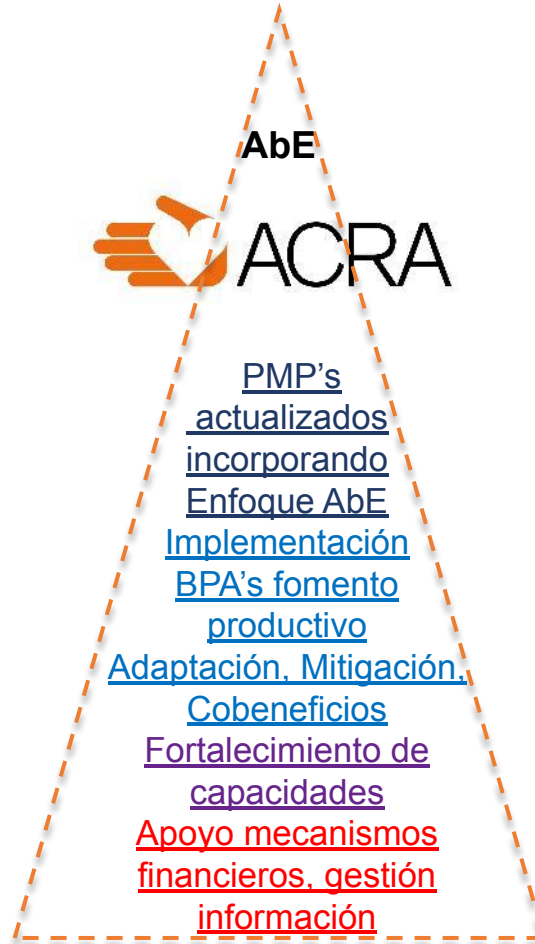 AbE
ACRA
PMP's
actualizados
incorporando
Enfoque AbE
Implementación
BPA's fomento
productivo
Adaptación, Mitigación,
Cobeneficios
Fortalecimiento de
capacidades
Apoyo mecanismos
financieros, gestión
información